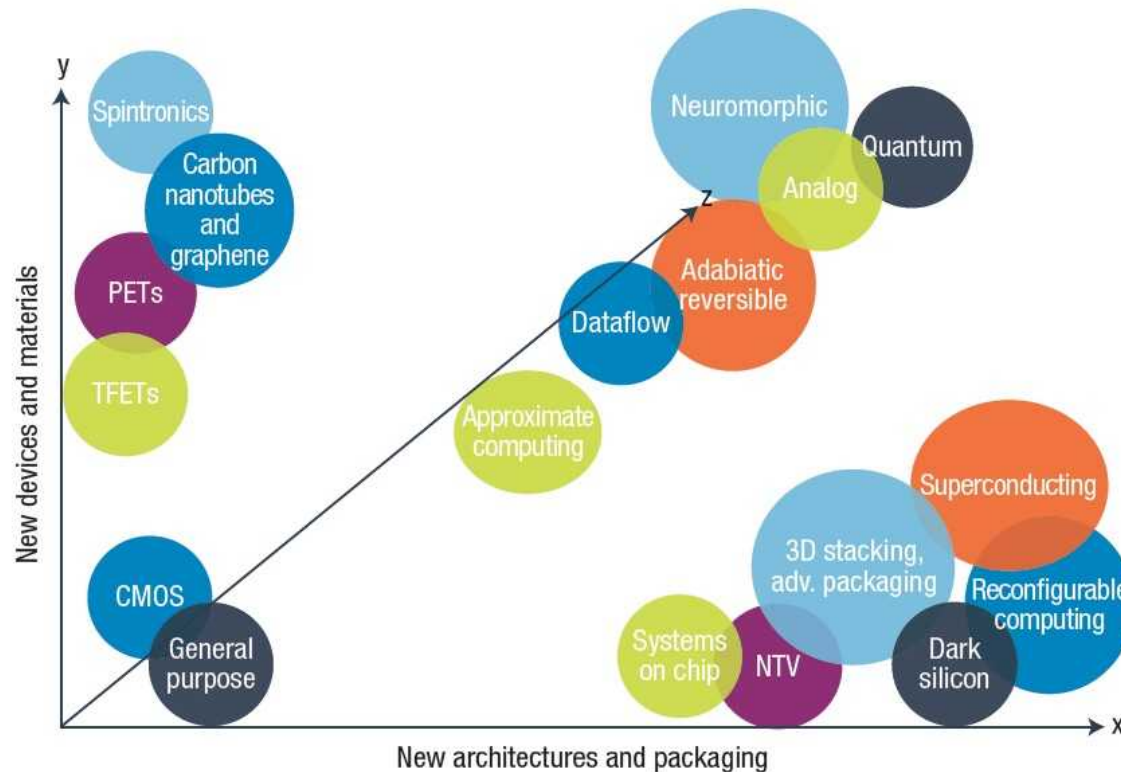 y
Spintronics
Carbon
nanotubes
and
graphene
PETs
TFETs
CMOS
General
purpose
New devices and materials
Neuromorphic
Quantum
Analog
z
Adabiatic
reversible
Dataflow
Approximate
computing
Superconducting
3D stacking,
adv. packaging
Reconfigurable
computing
Systems
on chip
NTV
Dark
silicon
x
New architectures and packaging